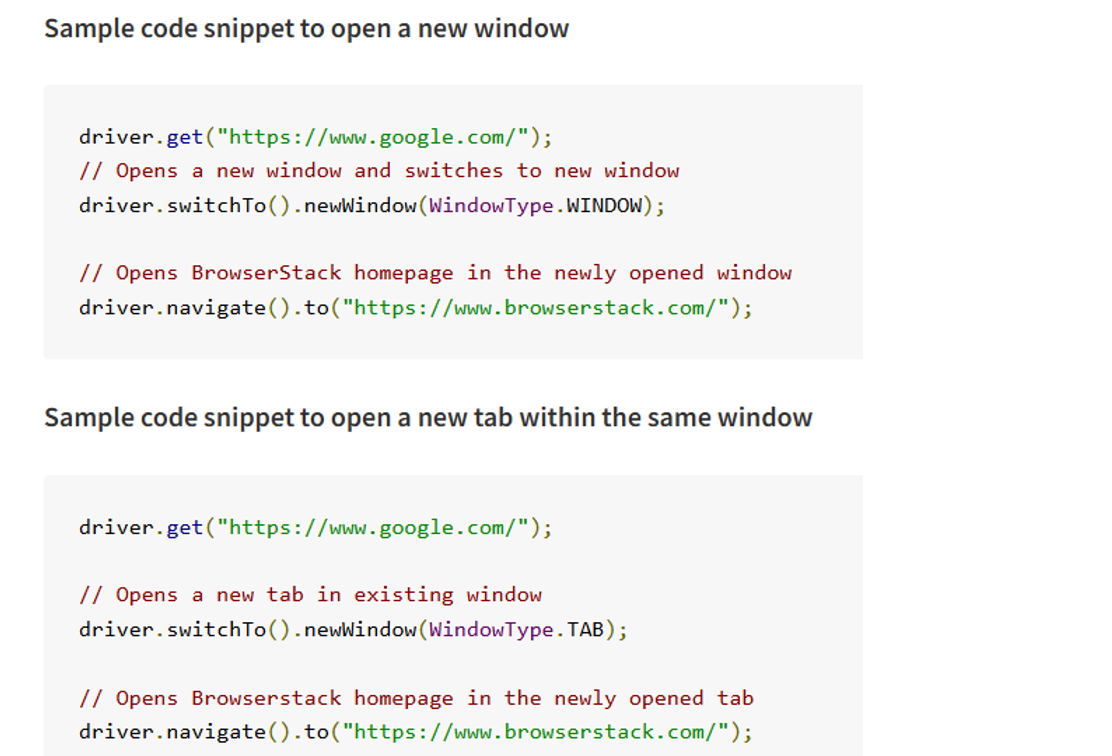 Sample code snippet to open a new window
driver.get("https://www.google.com/");
// Opens a new window and switches to new window
driver.switchTo().newWindow(WindowType.WINDOW);
// Opens BrowserStack homepage in the newly opened window
driver.navigate().to("https://www.browserstack.com/");
Sample code snippet to open a new tab within the same window
driver.get("https://www.google.com/");
// Opens a new tab in existing window
driver.switchTo().newWindow(WindowType.TAB);
// Opens Browserstack homepage in the newly opened tab
driver.navigate().to("https://www.browserstack.com/");